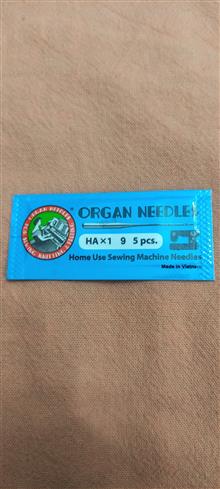 ORGAN NEEDLES
HA×1 9 5 pcs.
Home Use Sewing Machine Needles
Made in Vietnam